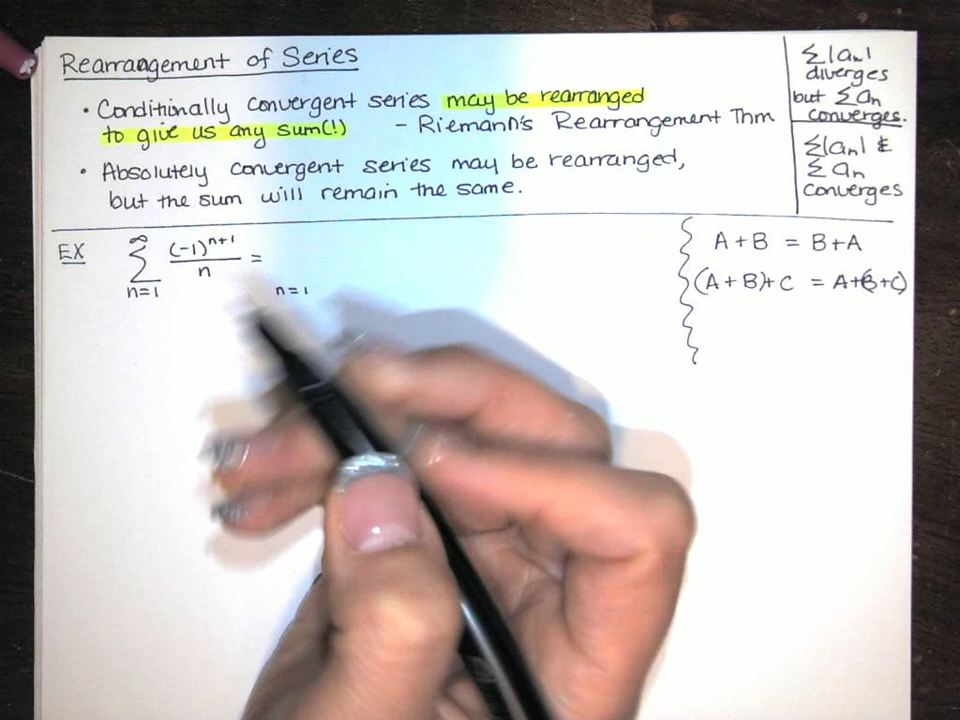 Rearrangement of Series
• Conditionally convergent series may be rearranged
to give us any sum(!) - Riemann's Rearrangement Thm
• Absolutely convergent series may be rearranged,
but the sum will remain the same.
Σ|aₙ|
diverges
but Σaₙ
converges.
Σ|aₙ| &
Σaₙ
converges
EX
∞
Σ (-1)ⁿ⁺¹/n =
n=1
n=1
A+B = B+A
(A+B)+C = A+(B+C)